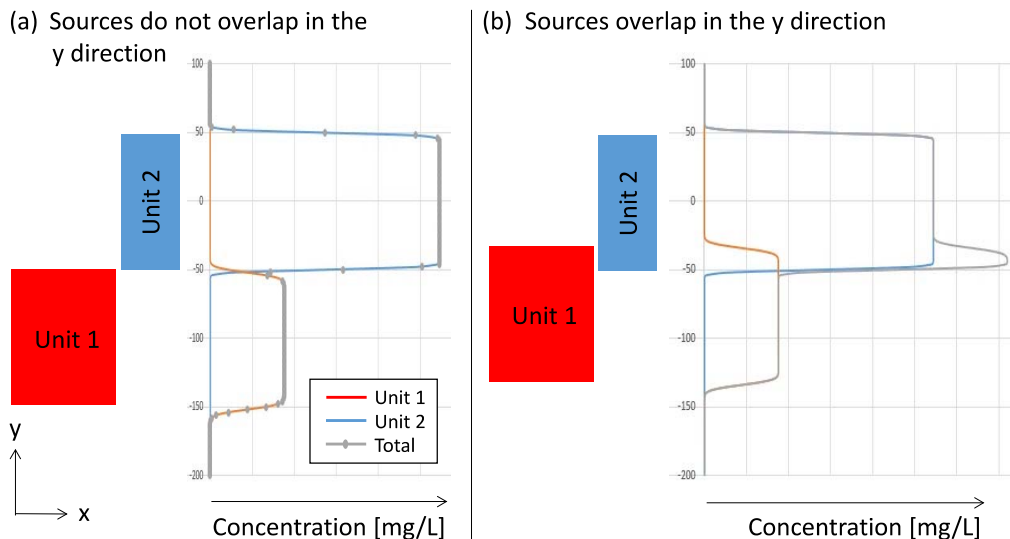 (a) Sources do not overlap in the
y direction
100
50
0
-50
-100
-150
-200
Unit 2
Unit 1
Unit 1
Unit 2
Total
y
x
Concentration [mg/L]
(b) Sources overlap in the y direction
100
50
0
-50
-100
-150
-200
Unit 2
Unit 1
Concentration [mg/L]